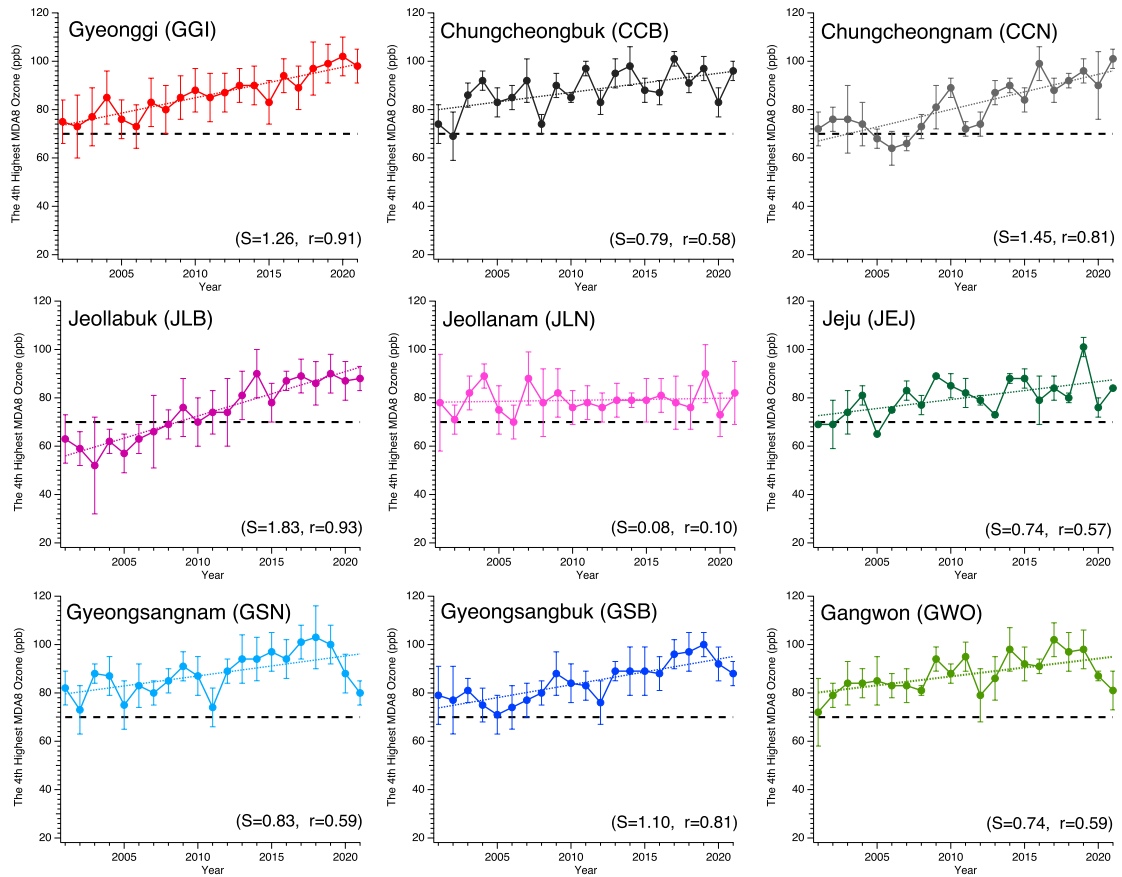 Gyeonggi (GGI)
The 4th Highest MDA8 Ozone (ppb)
120
100
80
60
40
20
(S=1.26, r=0.91)
2005 2010 2015 2020
Year
Chungcheongbuk (CCB)
The 4th Highest MDA8 Ozone (ppb)
120
100
80
60
40
20
(S=0.79, r=0.58)
2005 2010 2015 2020
Year
Chungcheongnam (CCN)
The 4th Highest MDA8 Ozone (ppb)
120
100
80
60
40
20
(S=1.45, r=0.81)
2005 2010 2015 2020
Year
Jeollabuk (JLB)
The 4th Highest MDA8 Ozone (ppb)
120
100
80
60
40
20
(S=1.83, r=0.93)
2005 2010 2015 2020
Year
Jeollanam (JLN)
The 4th Highest MDA8 Ozone (ppb)
120
100
80
60
40
20
(S=0.08, r=0.10)
2005 2010 2015 2020
Year
Jeju (JEJ)
The 4th Highest MDA8 Ozone (ppb)
120
100
80
60
40
20
(S=0.74, r=0.57)
2005 2010 2015 2020
Year
Gyeongsangnam (GSN)
The 4th Highest MDA8 Ozone (ppb)
120
100
80
60
40
20
(S=0.83, r=0.59)
2005 2010 2015 2020
Year
Gyeongsangbuk (GSB)
The 4th Highest MDA8 Ozone (ppb)
120
100
80
60
40
20
(S=1.10, r=0.81)
2005 2010 2015 2020
Year
Gangwon (GWO)
The 4th Highest MDA8 Ozone (ppb)
120
100
80
60
40
20
(S=0.74, r=0.59)
2005 2010 2015 2020
Year